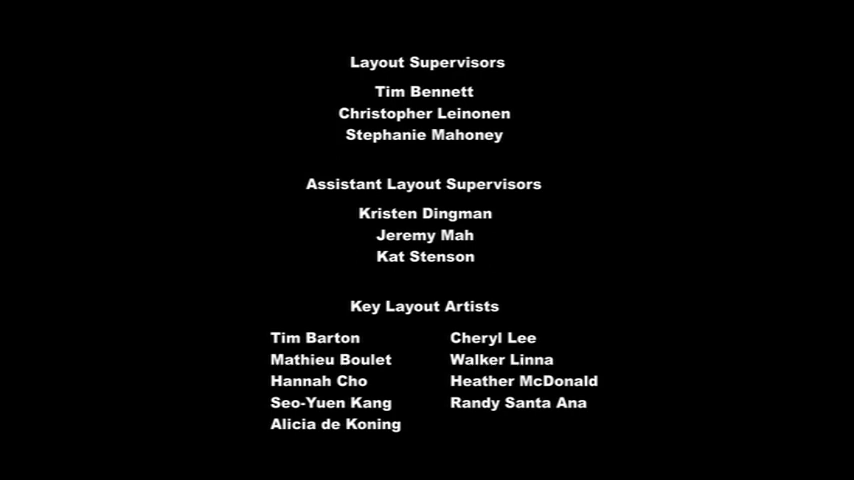 Layout Supervisors
Tim Bennett
Christopher Leinonen
Stephanie Mahoney
Assistant Layout Supervisors
Kristen Dingman
Jeremy Mah
Kat Stenson
Key Layout Artists
Tim Barton
Mathieu Boulet
Hannah Cho
Seo-Yuen Kang
Alicia de Koning
Cheryl Lee
Walker Linna
Heather McDonald
Randy Santa Ana